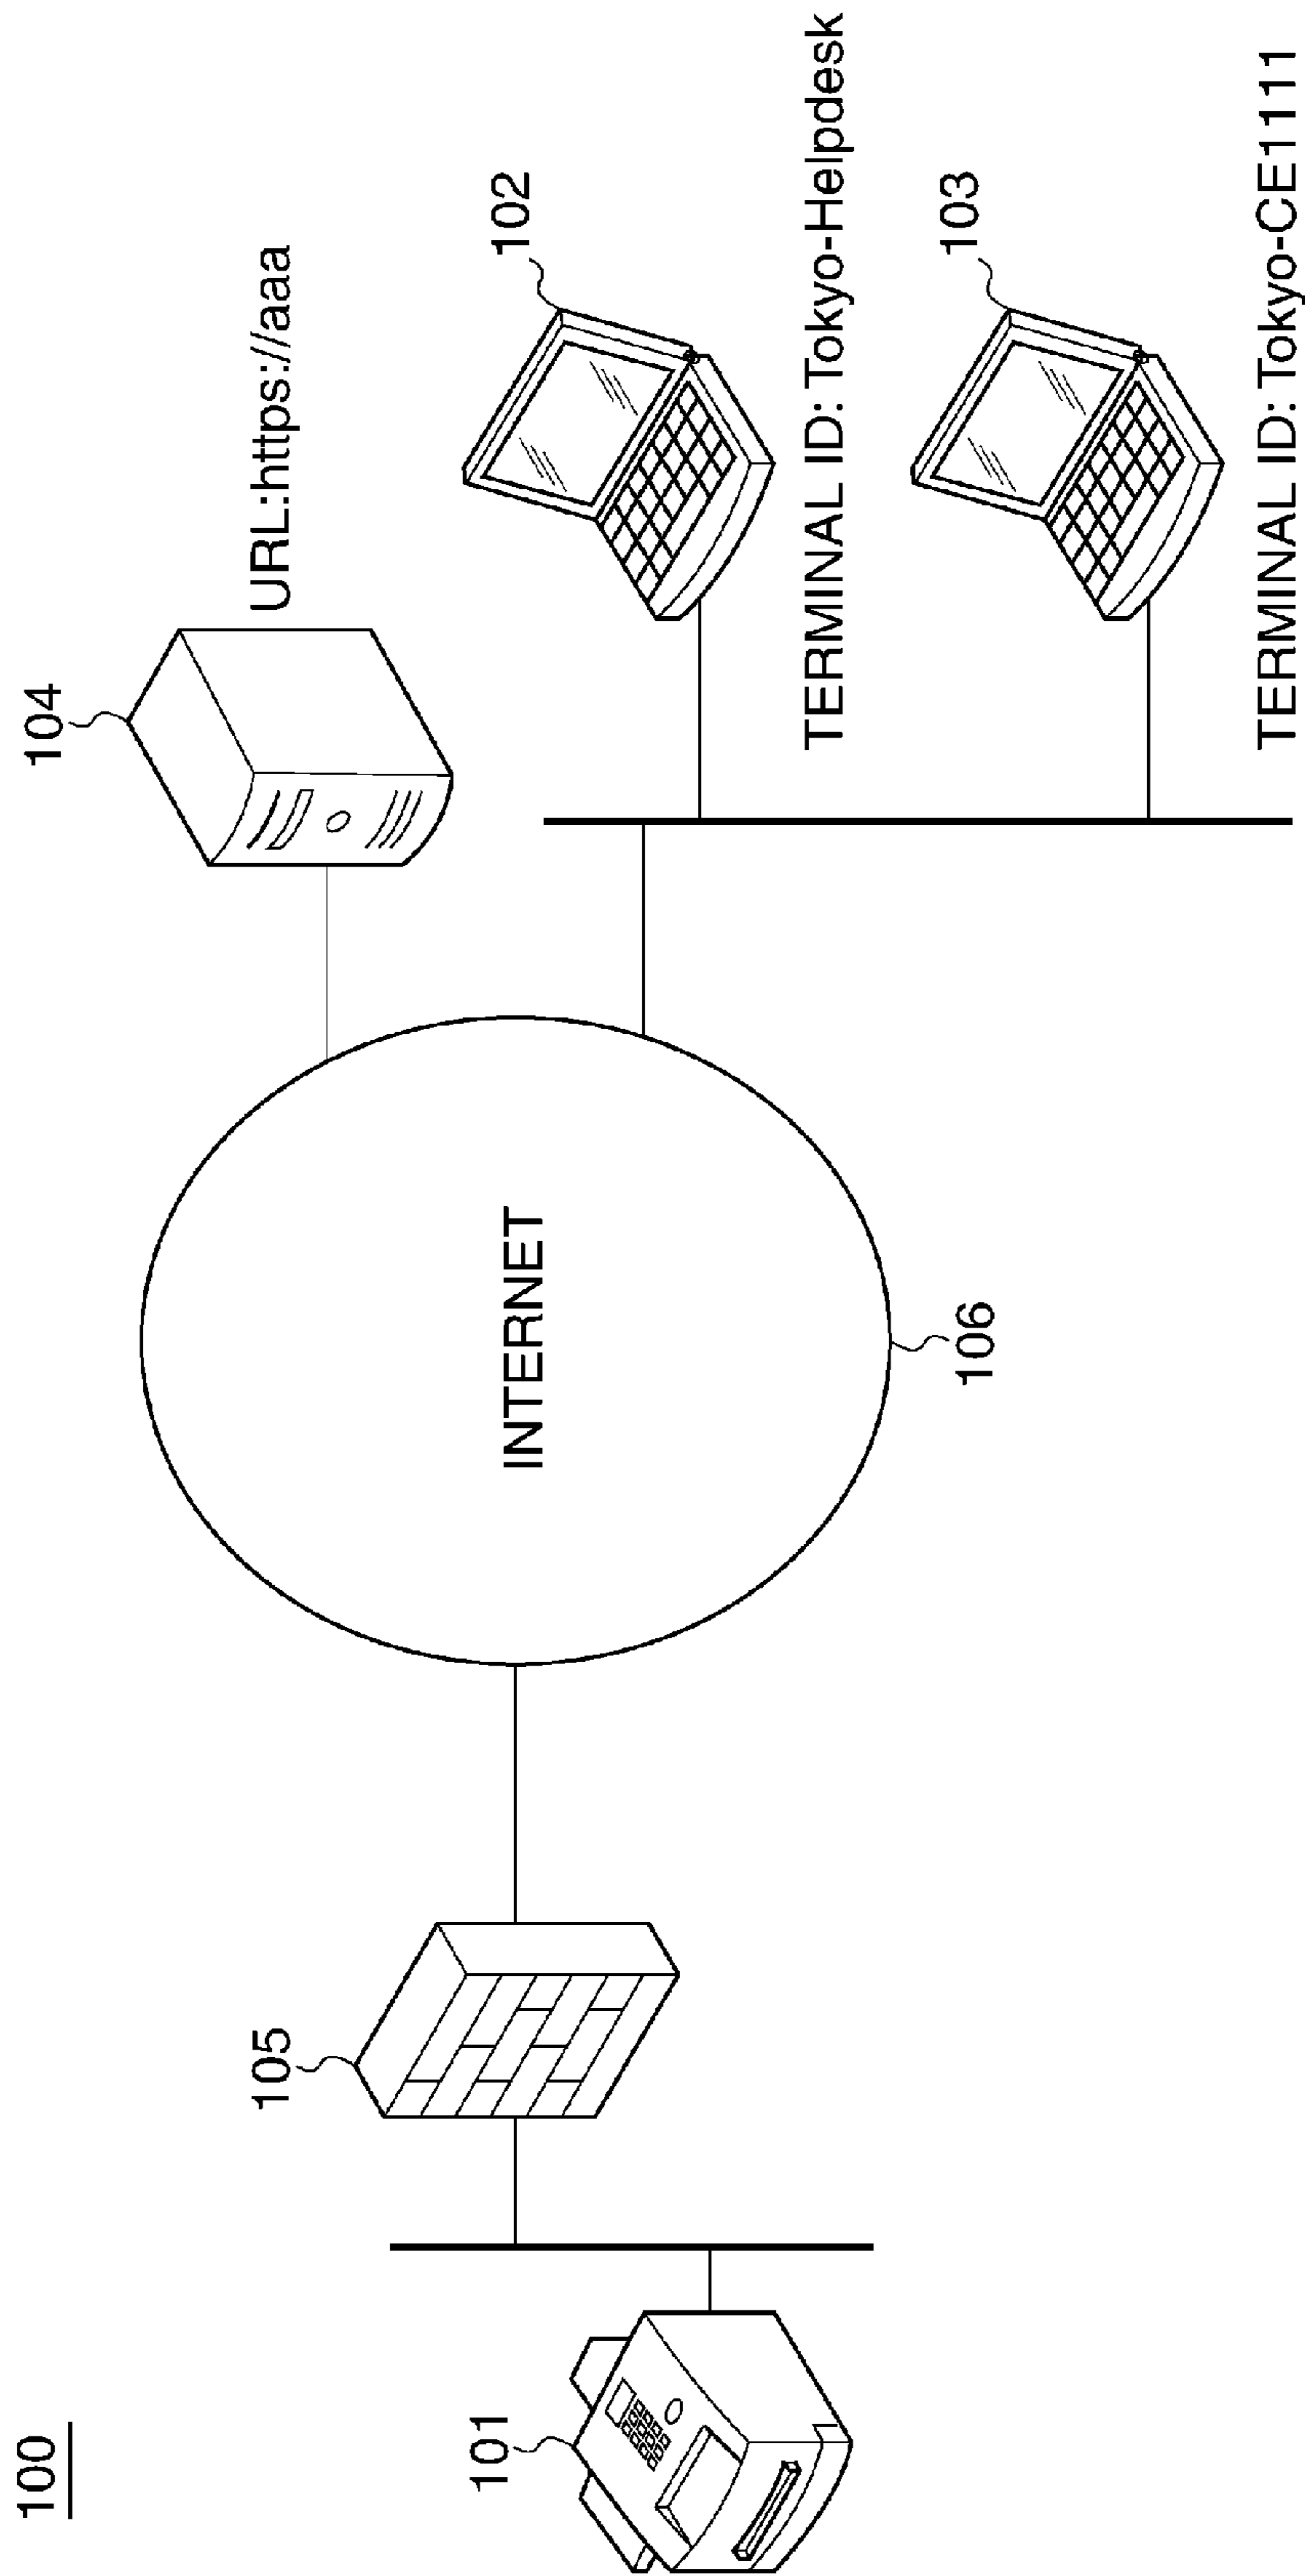 100
104
URL:https://aaa
105
102
101
INTERNET
TERMINAL ID: Tokyo-Helpdesk
103
106
TERMINAL ID: Tokyo-CE1111